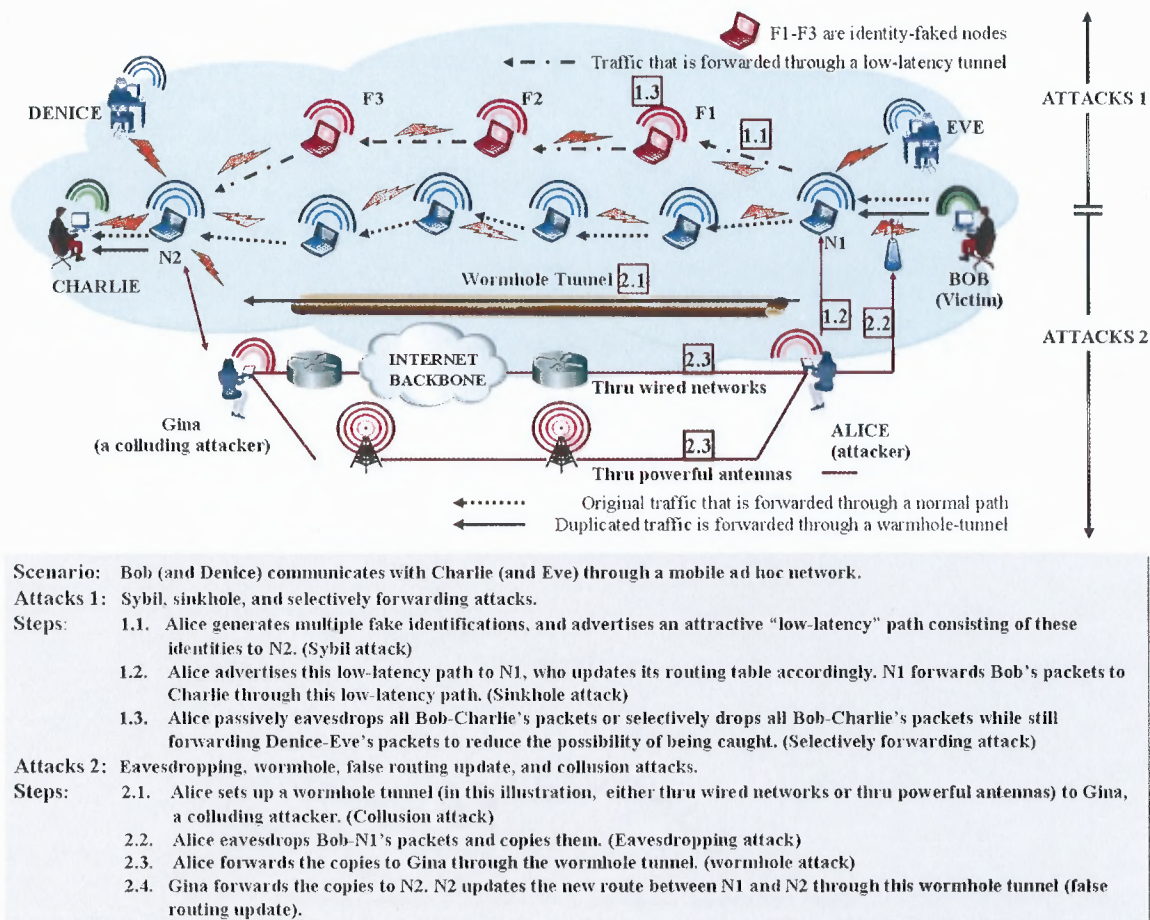 F1-F3 are identity-faked nodes
Traffic that is forwarded through a low-latency tunnel
ATTACKS 1
DENICE
F3
F2
1.3
F1
1.1
EVE
CHARLIE
N2
N1
BOB
(Victim)
Wormhole Tunnel 2.1
1.2
2.2
ATTACKS 2
INTERNET
BACKBONE
2.3
Thru wired networks
Gina
(a colluding attacker)
ALICE
(attacker)
2.3
Thru powerful antennas
Original traffic that is forwarded through a normal path
Duplicated traffic is forwarded through a warmhole-tunnel
Scenario: Bob (and Denice) communicates with Charlie (and Eve) through a mobile ad hoc network.
Attacks 1: Sybil, sinkhole, and selectively forwarding attacks.
Steps: 1.1. Alice generates multiple fake identifications, and advertises an attractive “low-latency” path consisting of these
identities to N2. (Sybil attack)
1.2. Alice advertises this low-latency path to N1, who updates its routing table accordingly. N1 forwards Bob's packets to
Charlie through this low-latency path. (Sinkhole attack)
1.3. Alice passively eavesdrops all Bob-Charlie's packets or selectively drops all Bob-Charlie's packets while still
forwarding Denice-Eve's packets to reduce the possibility of being caught. (Selectively forwarding attack)
Attacks 2: Eavesdropping, wormhole, false routing update, and collusion attacks.
Steps: 2.1. Alice sets up a wormhole tunnel (in this illustration, either thru wired networks or thru powerful antennas) to Gina,
a colluding attacker. (Collusion attack)
2.2. Alice eavesdrops Bob-N1's packets and copies them. (Eavesdropping attack)
2.3. Alice forwards the copies to Gina through the wormhole tunnel. (wormhole attack)
2.4. Gina forwards the copies to N2. N2 updates the new route between N1 and N2 through this wormhole tunnel (false
routing update).